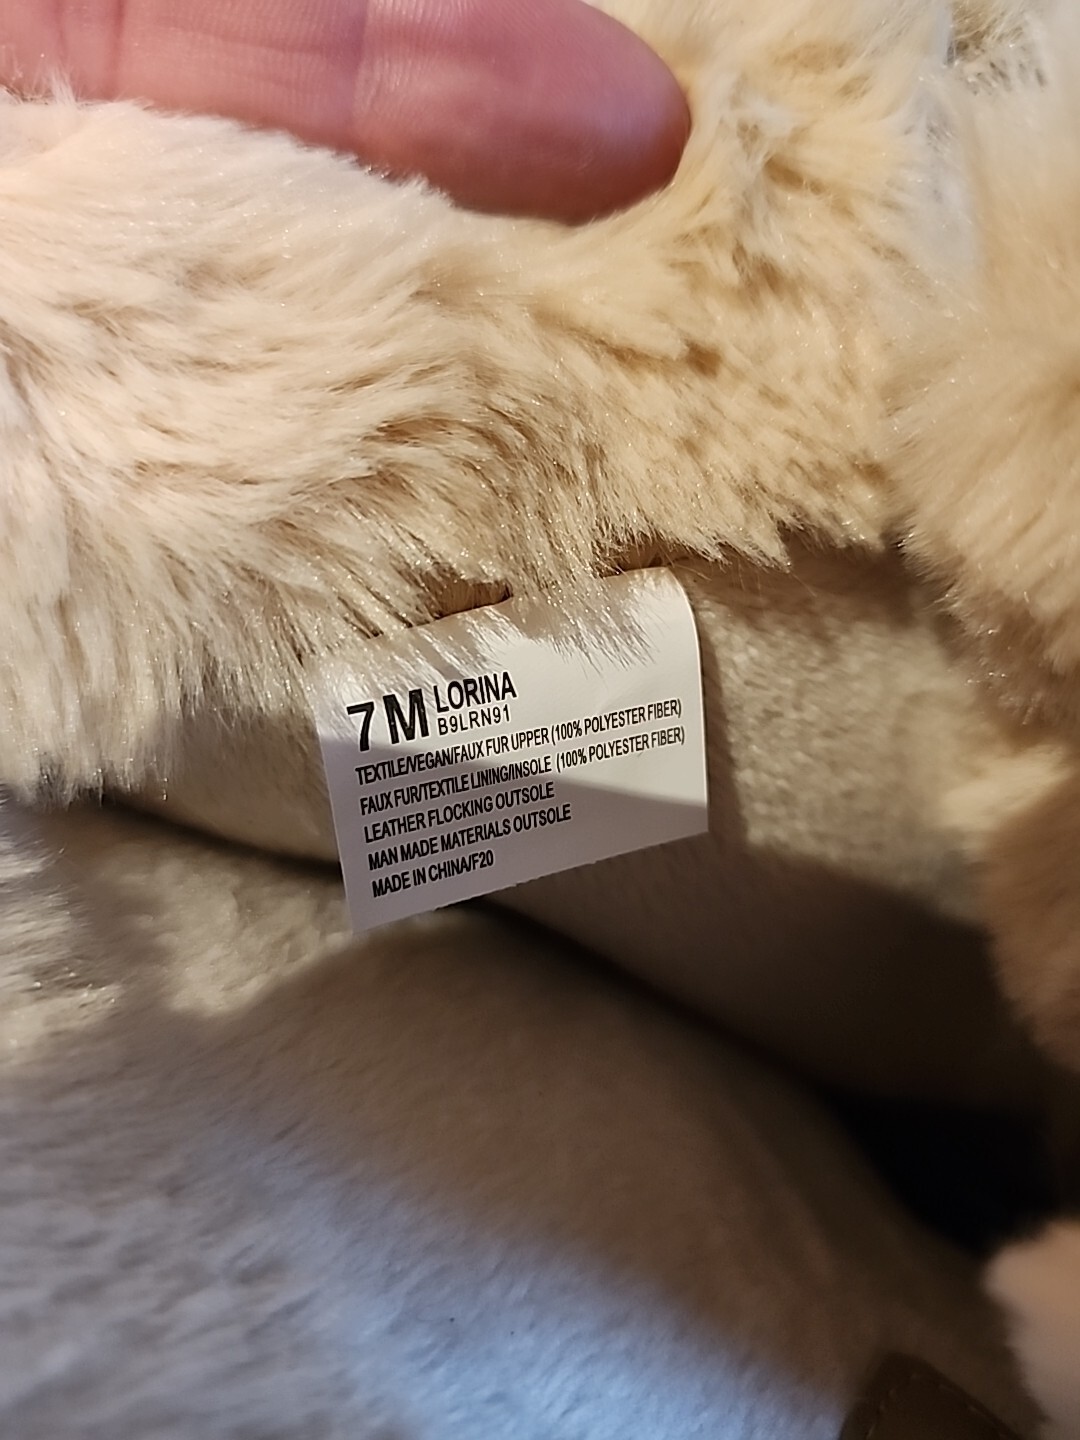 7M LORINA
B9LRN91
TEXTILE/VEGAN/FAUX FUR UPPER (100% POLYESTER FIBER)
FAUX FUR/TEXTILE LINING/INSOLE (100% POLYESTER FIBER)
LEATHER FLOCKING OUTSOLE
MAN MADE MATERIALS OUTSOLE
MADE IN CHINA/F20